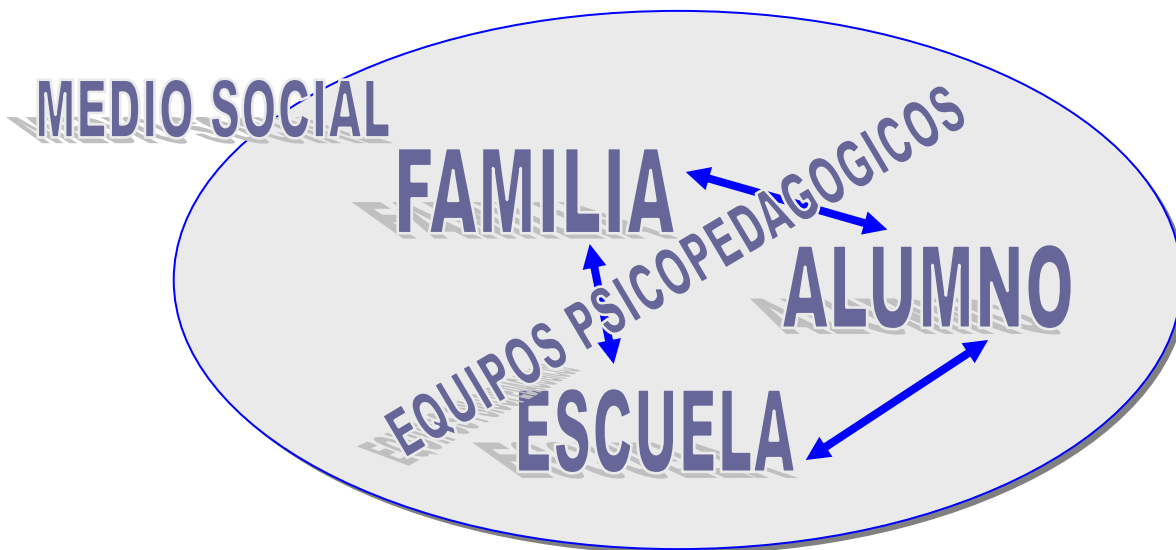 MEDIO SOCIAL
FAMILIA
EQUIPOS PSICOPEDAGOGICOS
ALUMNO
ESCUELA